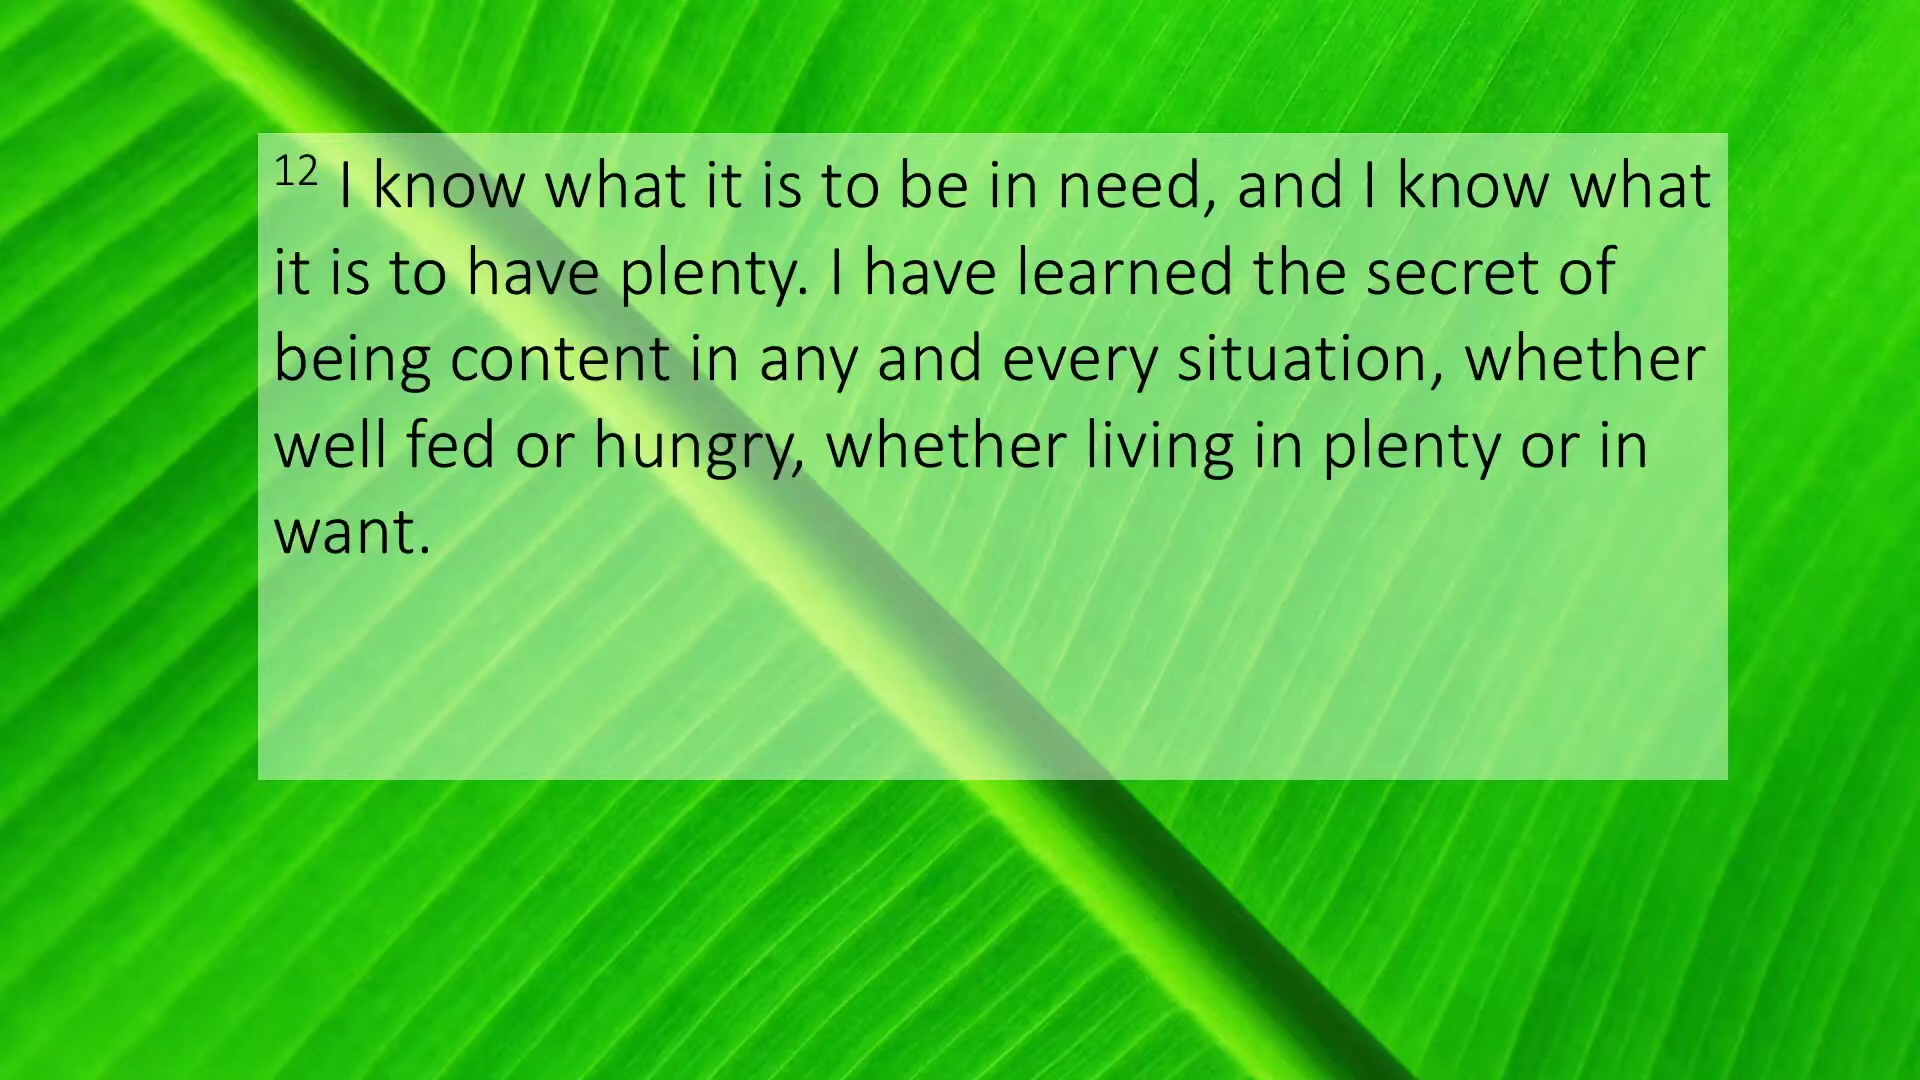 12 I know what it is to be in need, and I know what
it is to have plenty. I have learned the secret of
being content in any and every situation, whether
well fed or hungry, whether living in plenty or in
want.